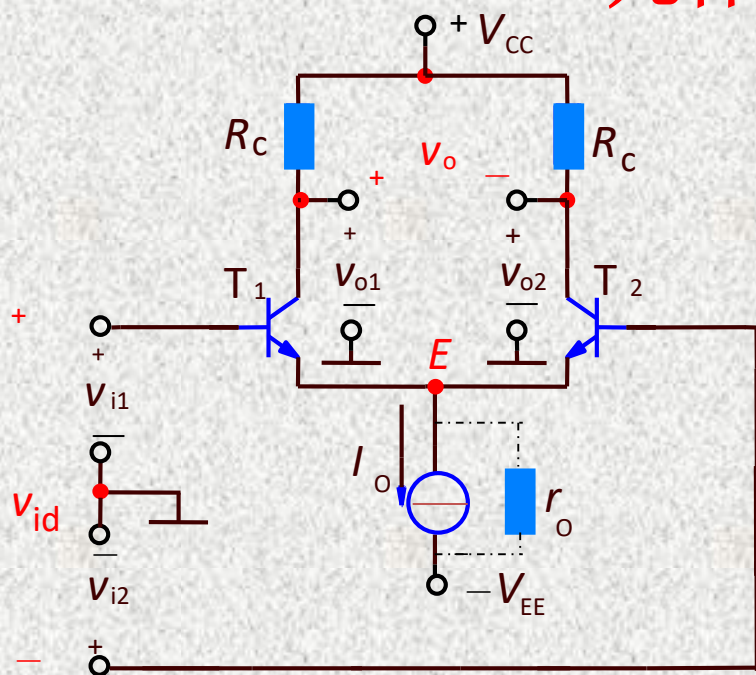 + VCC
RC
vo
RC
+
—
+
+
T1
vo1
vo2
T2
—
—
+
+
E
vi1
—
IO
rO
vid
—
vi2
— VEE
+
—